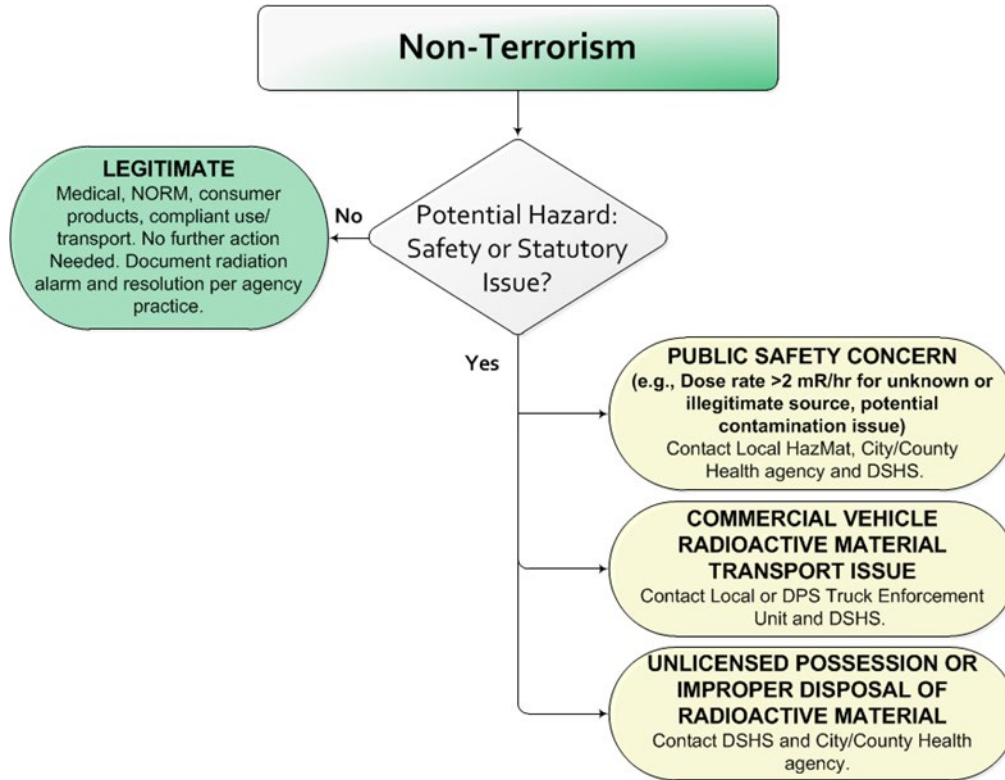 Non-Terrorism
LEGITIMATE
Medical, NORM, consumer
products, compliant use/
transport. No further action
Needed. Document radiation
alarm and resolution per agency
practice.
No
Potential Hazard:
Safety or Statutory
Issue?
Yes
PUBLIC SAFETY CONCERN
(e.g., Dose rate >2 mR/hr for unknown or
illegitimate source, potential
contamination issue)
Contact Local HazMat, City/County
Health agency and DSHS.
COMMERCIAL VEHICLE
RADIOACTIVE MATERIAL
TRANSPORT ISSUE
Contact Local or DPS Truck Enforcement
Unit and DSHS.
UNLICENSED POSSESSION OR
IMPROPER DISPOSAL OF
RADIOACTIVE MATERIAL
Contact DSHS and City/County Health
agency.